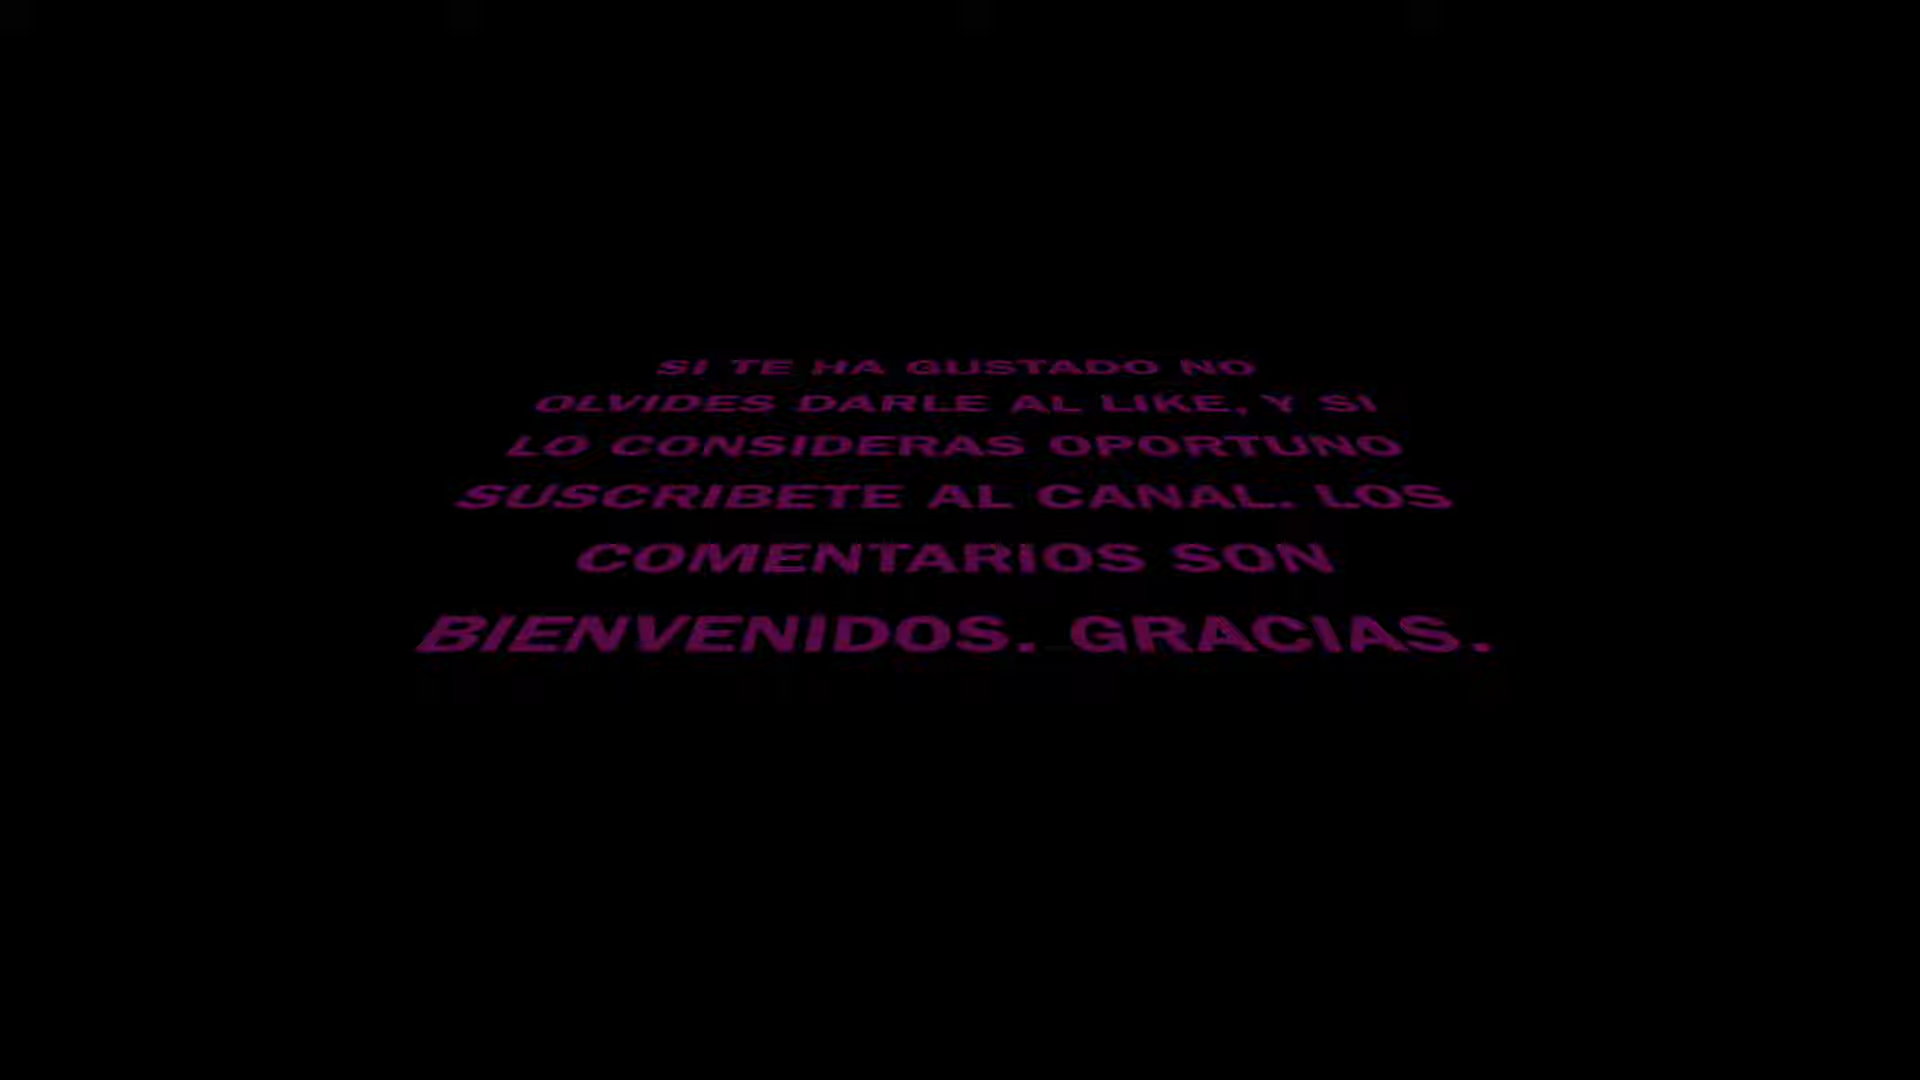 SI TE HA GUSTADO NO
OLVIDES DARLE AL LIKE, Y SI
LO CONSIDERAS OPORTUNO
SUSCRIBETE AL CANAL. LOS
COMENTARIOS SON
BIENVENIDOS. GRACIAS.